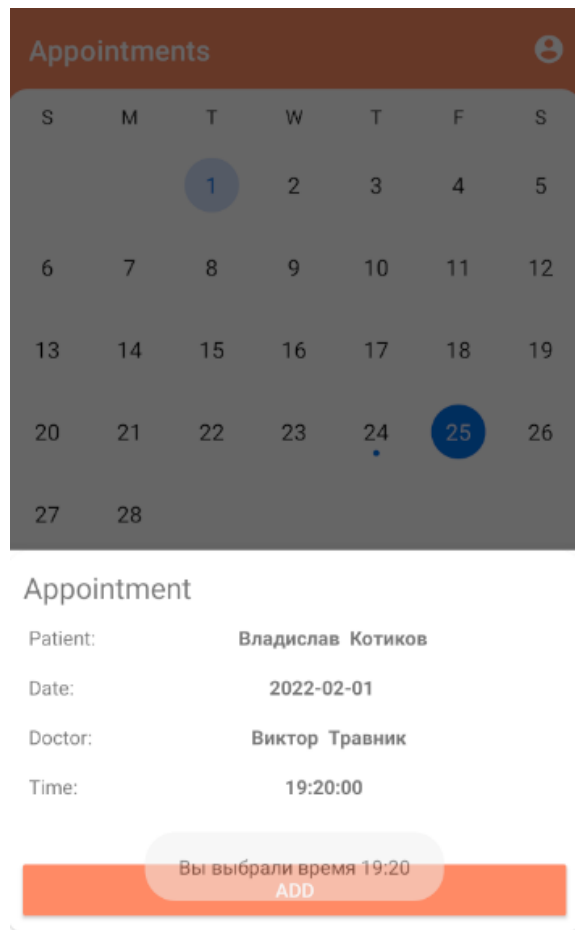 Appointments
S M T W T F S
1 2 3 4 5
6 7 8 9 10 11 12
13 14 15 16 17 18 19
20 21 22 23 24 25 26
27 28
Appointment
Patient: Владислав Котиков
Date: 2022-02-01
Doctor: Виктор Травник
Time: 19:20:00
Вы выбрали время 19:20
ADD